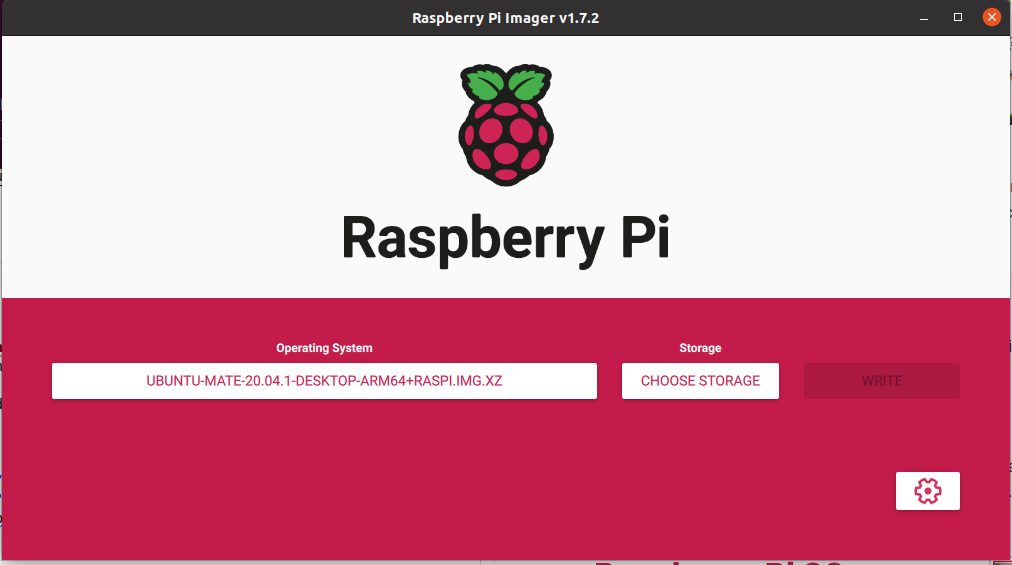 Raspberry Pi Imager v1.7.2
Raspberry Pi
Operating System
Storage
UBUNTU-MATE-20.04.1-DESKTOP-ARM64+RASPI.IMG.XZ
CHOOSE STORAGE
WRITE